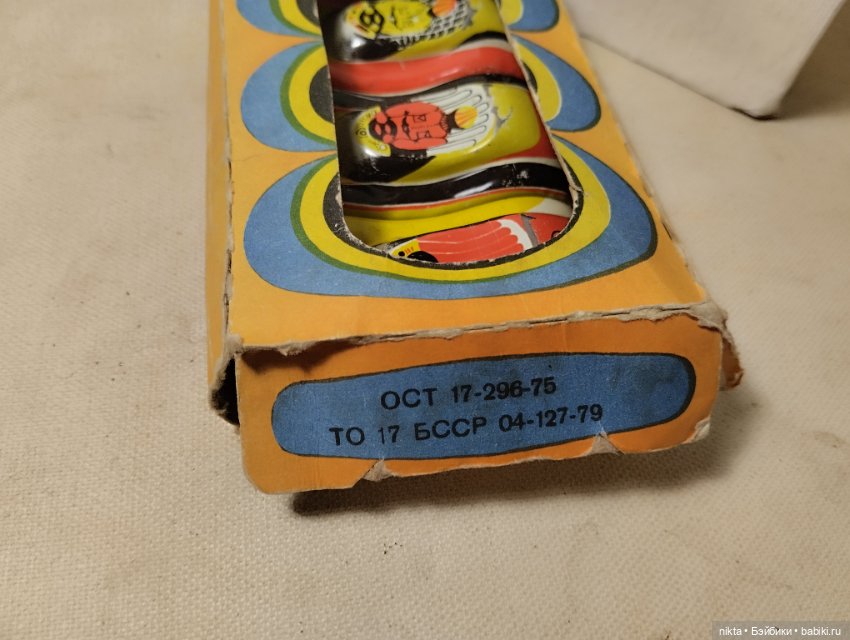 ОСТ 17-296-75
ТО 17 БССР 04-127-79
nikta • Бэйбики • babiki.ru